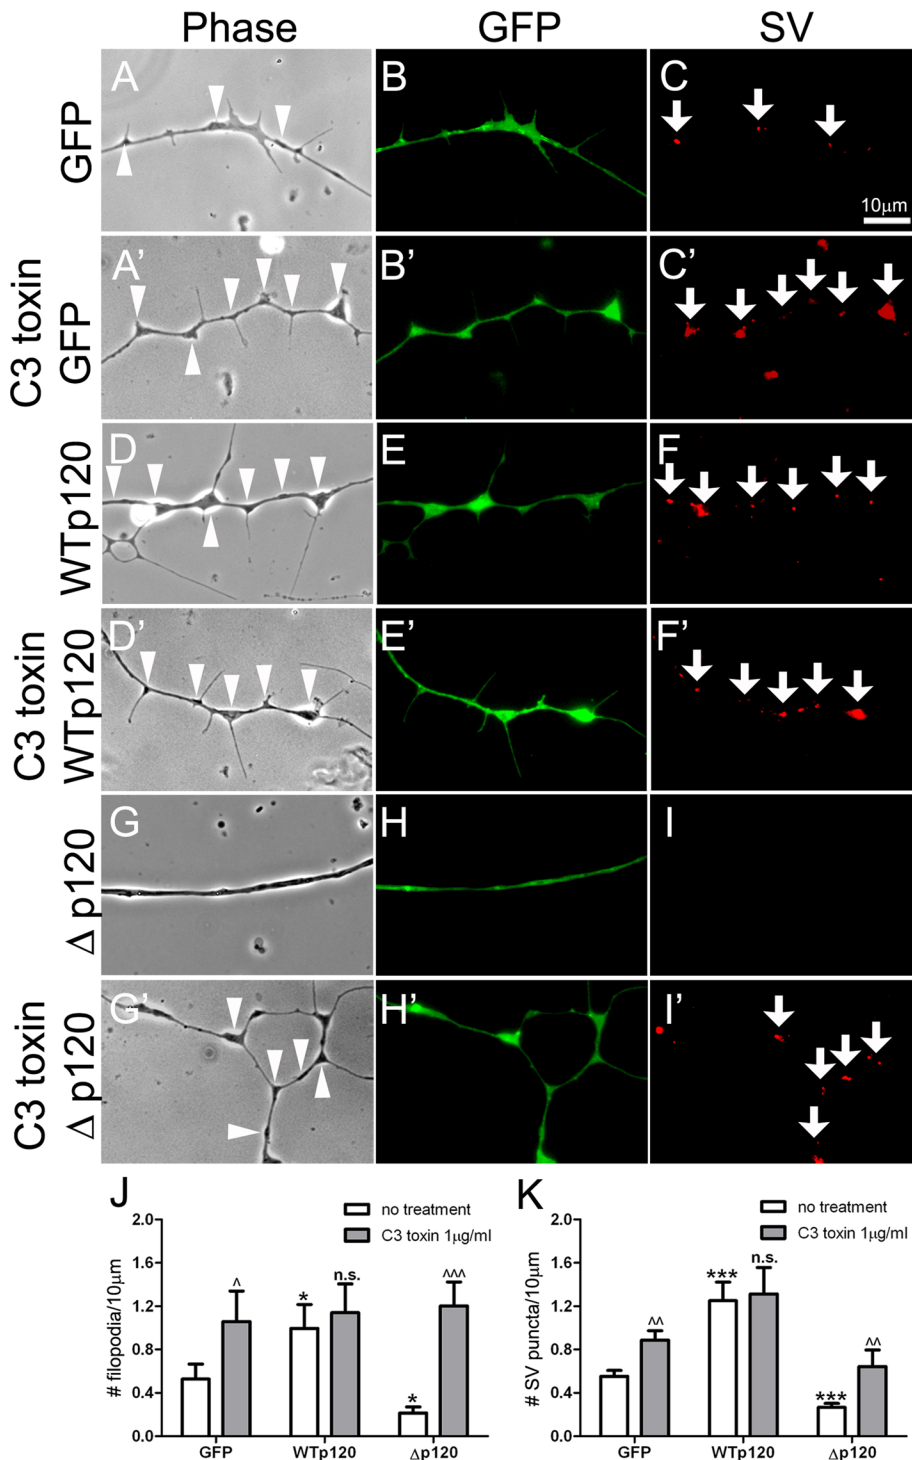 Phase GFP SV
GFP
A B C
10μm
C3 toxin
GFP
A' B' C'
WTp120
D E F
C3 toxin
WTp120
D' E' F'
Δ p120
G H I
C3 toxin
Δ p120
G' H' I'
J
no treatment
C3 toxin 1μg/ml
# filopodia/10μm
2.0
1.6
1.2
0.8
0.4
0.0
^
*
n.s.
*
^^^
GFP WTp120 Δp120
K
no treatment
C3 toxin 1μg/ml
# SV puncta/10μm
2.0
1.6
1.2
0.8
0.4
0.0
^^
***
n.s.
***
^^
GFP WTp120 Δp120